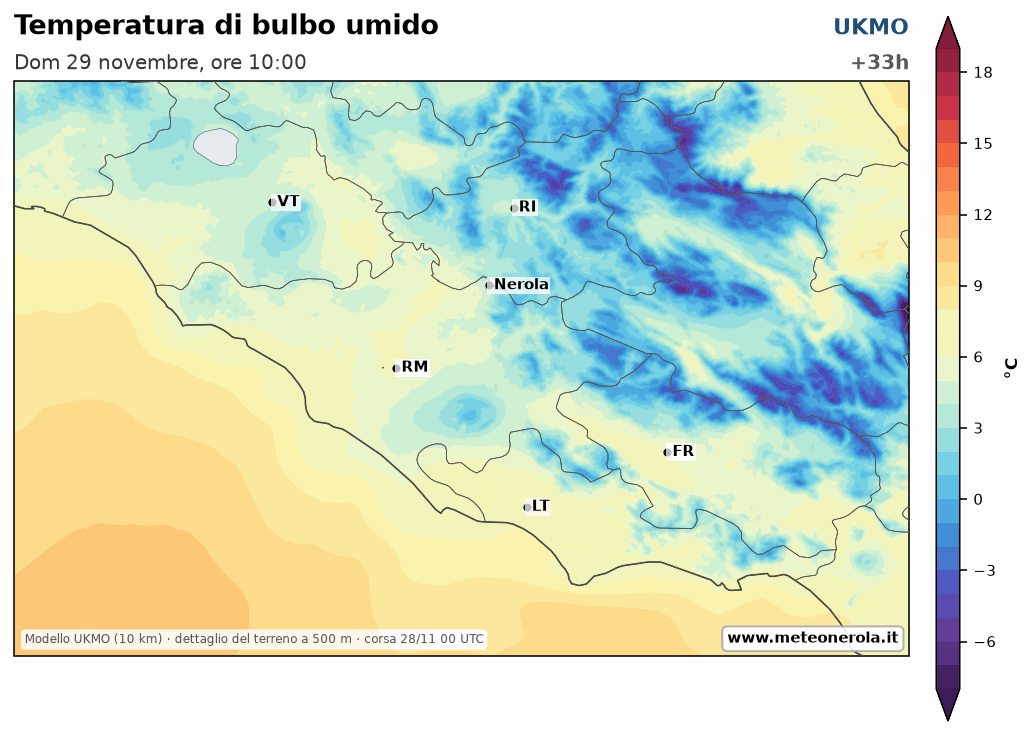 Temperatura di bulbo umido
UKMO
Dom 29 novembre, ore 10:00
+33h
VT
RI
Nerola
RM
FR
LT
18
15
12
9
6
3
0
−3
−6
°C
Modello UKMO (10 km) · dettaglio del terreno a 500 m · corsa 28/11 00 UTC
www.meteonerola.it